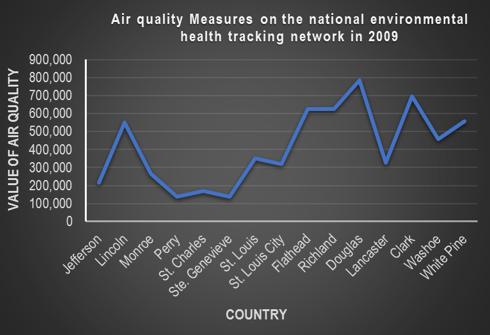 Air quality Measures on the national environmental
health tracking network in 2009
VALUE OF AIR QUALITY
900,000
800,000
700,000
600,000
500,000
400,000
300,000
200,000
100,000
0
Jefferson
Lincoln
Monroe
Perry
St. Charles
Ste. Genevieve
St. Louis
St. Louis City
Flathead
Richland
Douglas
Lancaster
Clark
Washoe
White Pine
COUNTRY